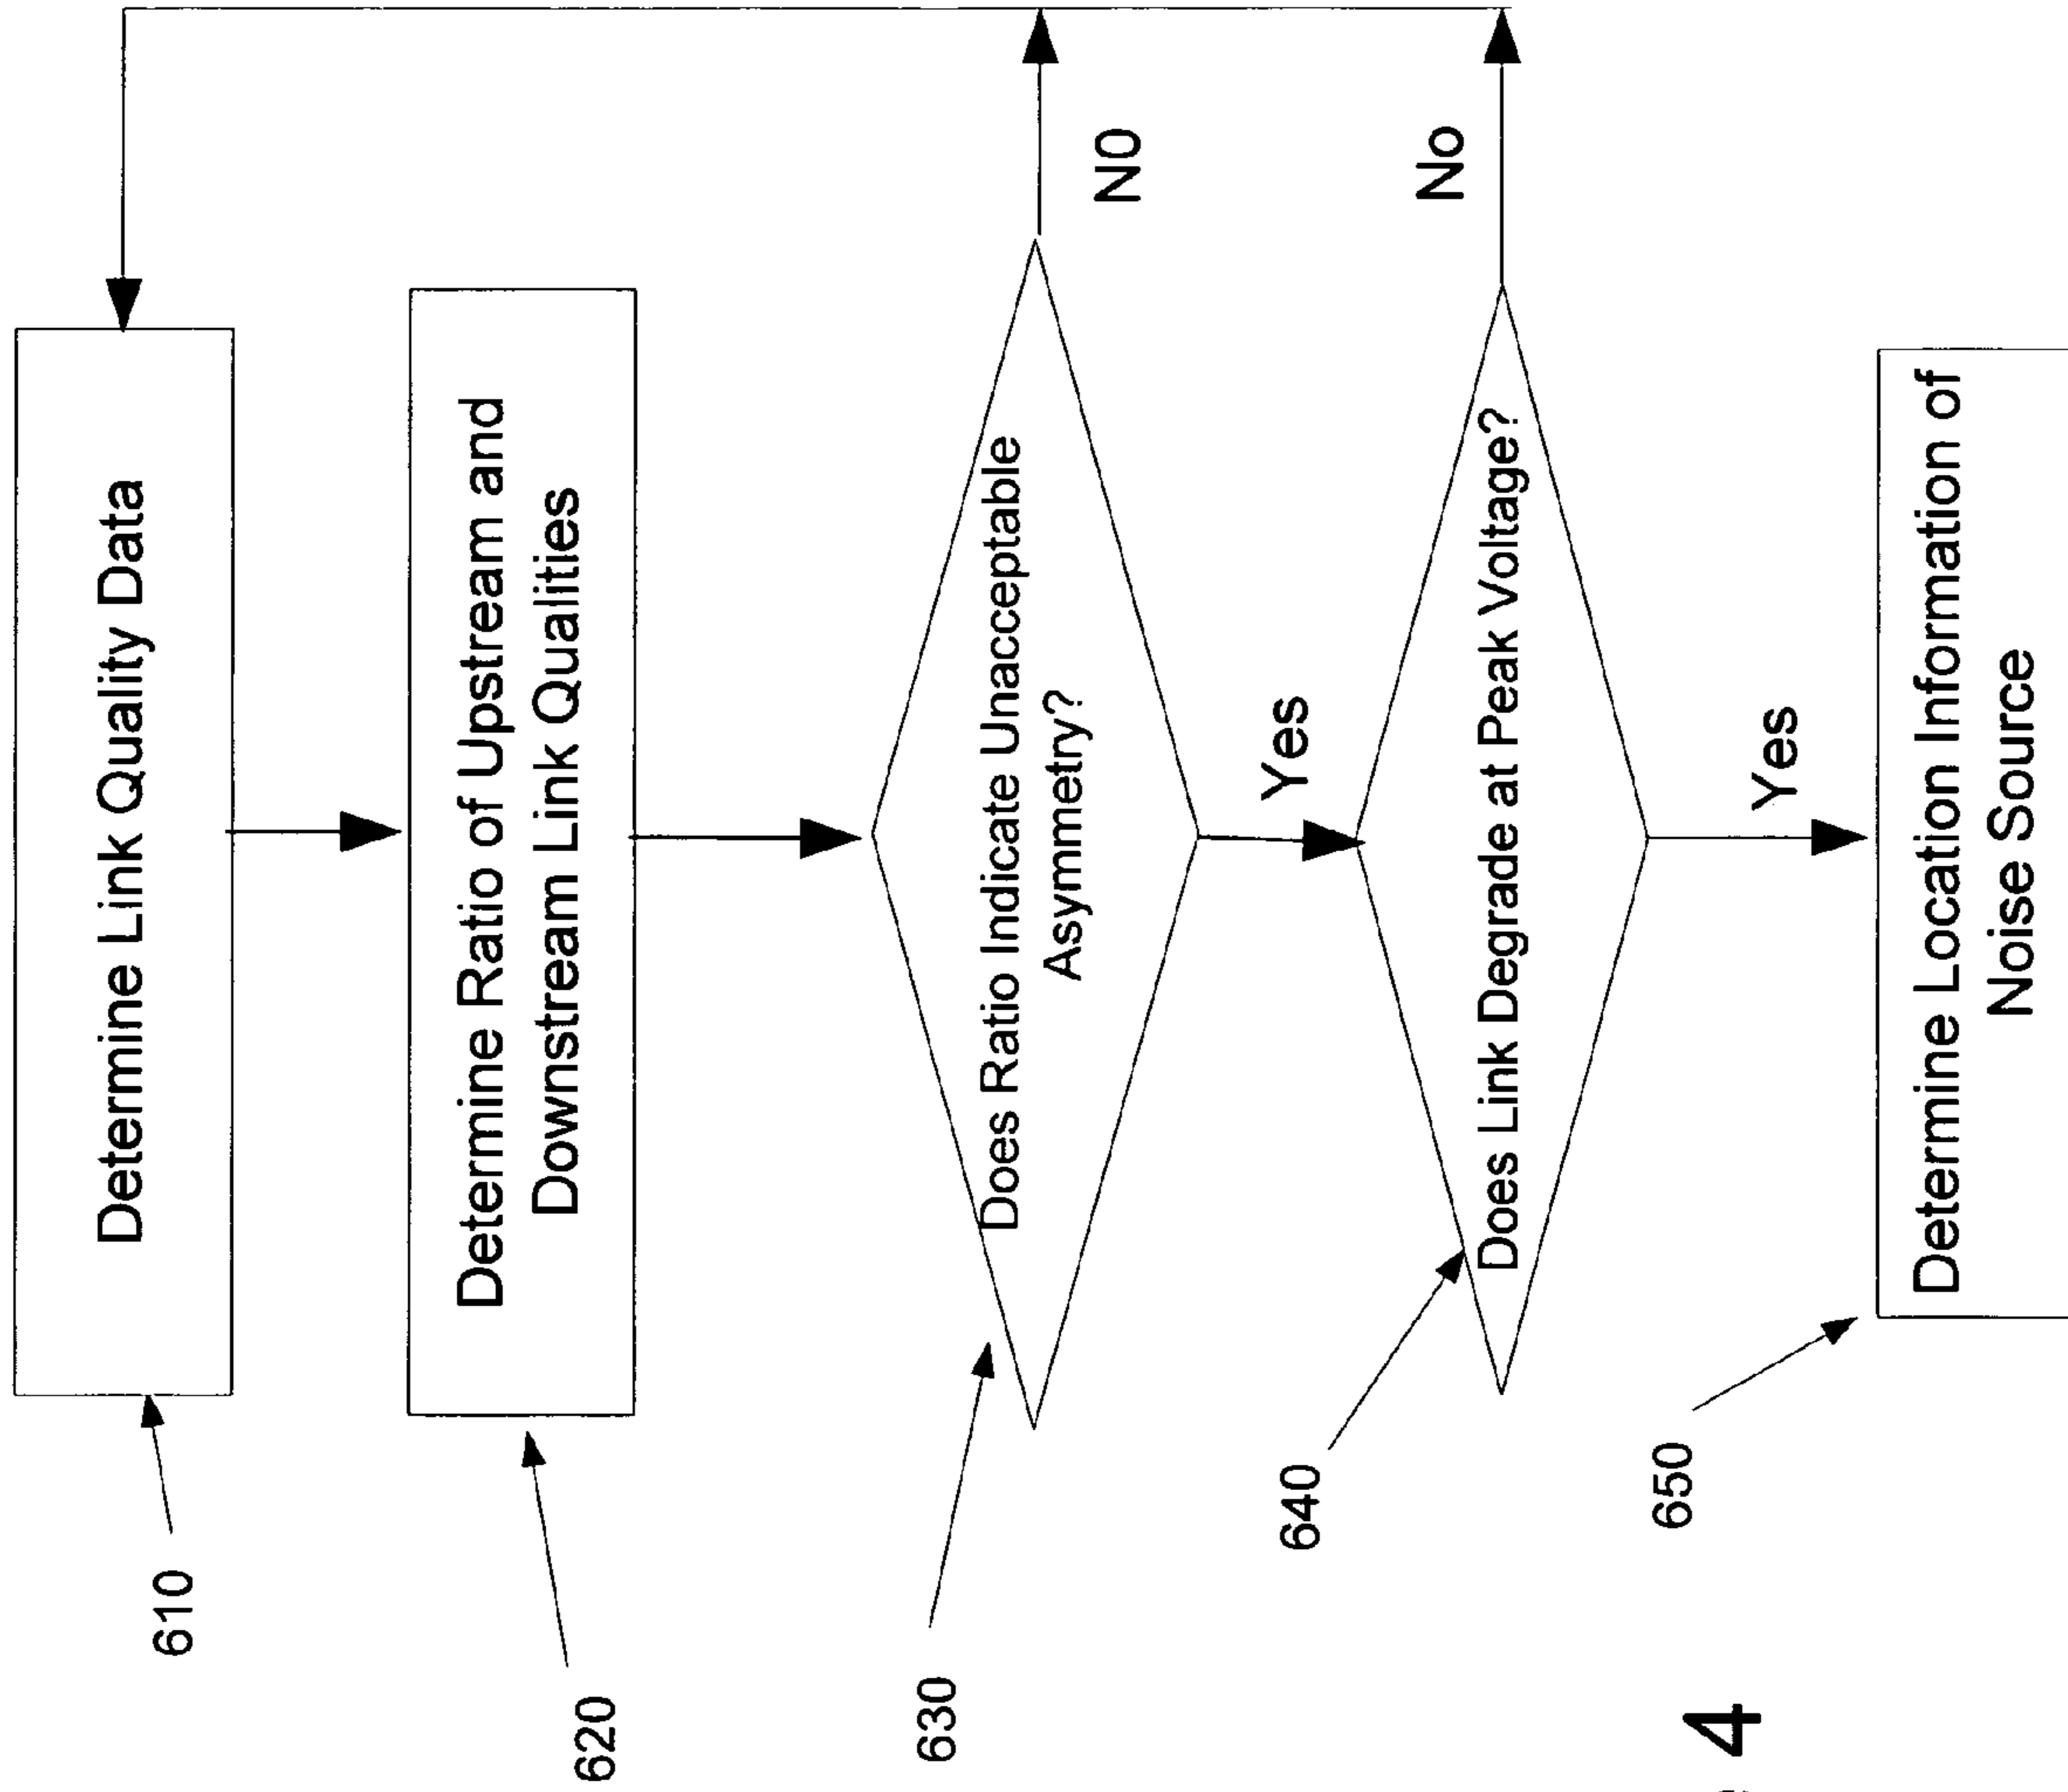 610
Determine Link Quality Data
620
Determine Ratio of Upstream and
Downstream Link Qualities
630
Does Ratio Indicate Unacceptable
Asymmetry?
N0
Yes
640
Does Link Degrade at Peak Voltage?
No
Yes
650
Determine Location Information of
Noise Source
4